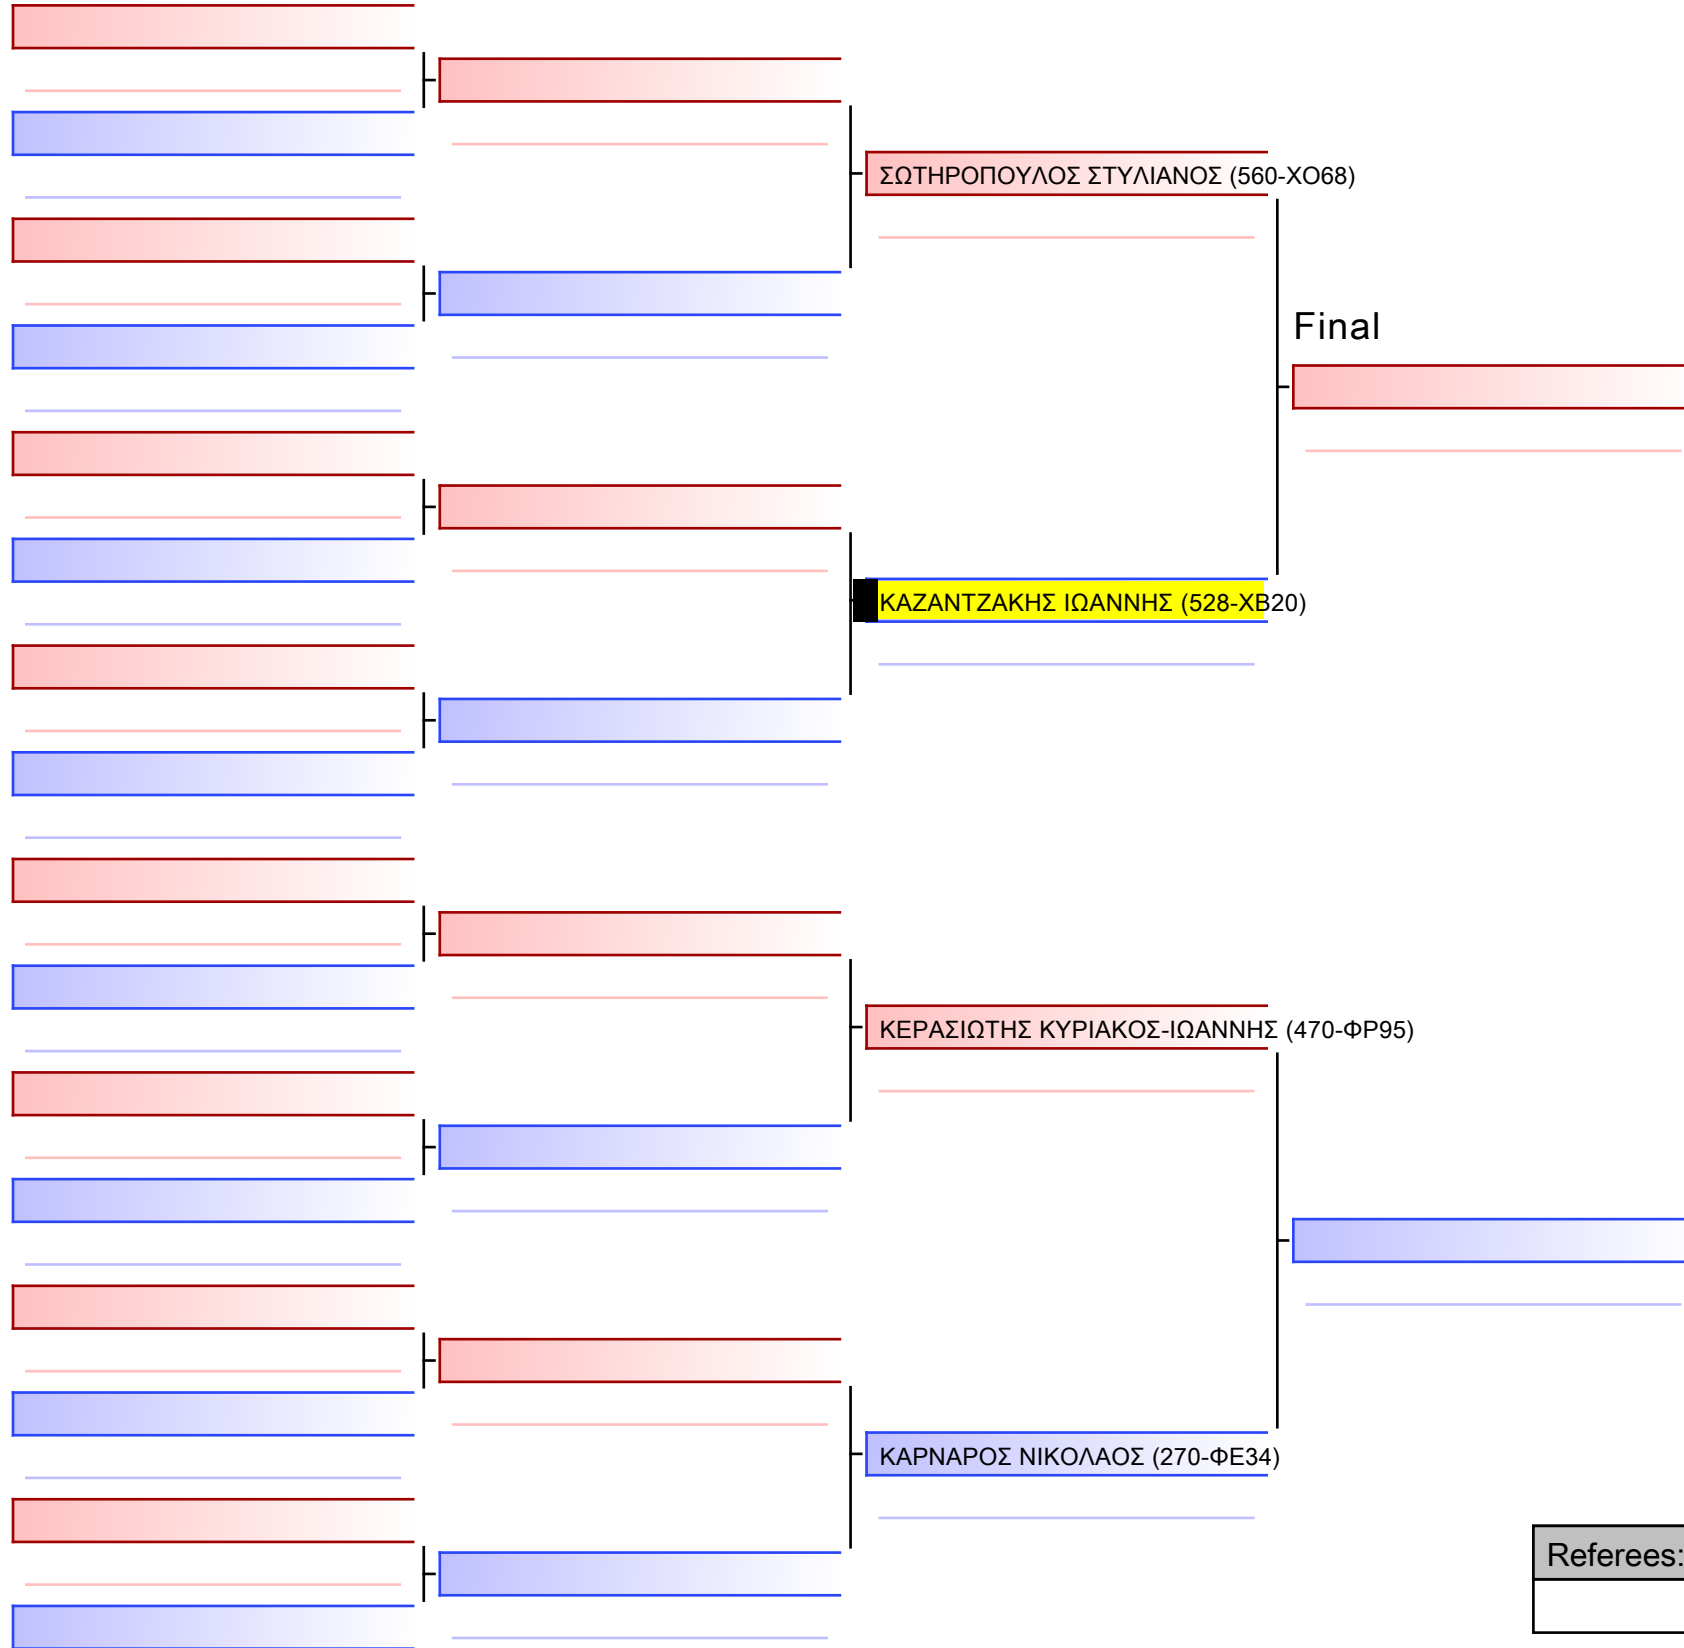 ΣΩΤΗΡΟΠΟΥΛΟΣ ΣΤΥΛΙΑΝΟΣ (560-ΧΟ68)
Final
ΚΑΖΑΝΤΖΑΚΗΣ ΙΩΑΝΝΗΣ (528-ΧΒ20)
ΚΕΡΑΣΙΩΤΗΣ ΚΥΡΙΑΚΟΣ-ΙΩΑΝΝΗΣ (470-ΦΡ95)
ΚΑΡΝΑΡΟΣ ΝΙΚΟΛΑΟΣ (270-ΦΕ34)
Referees: